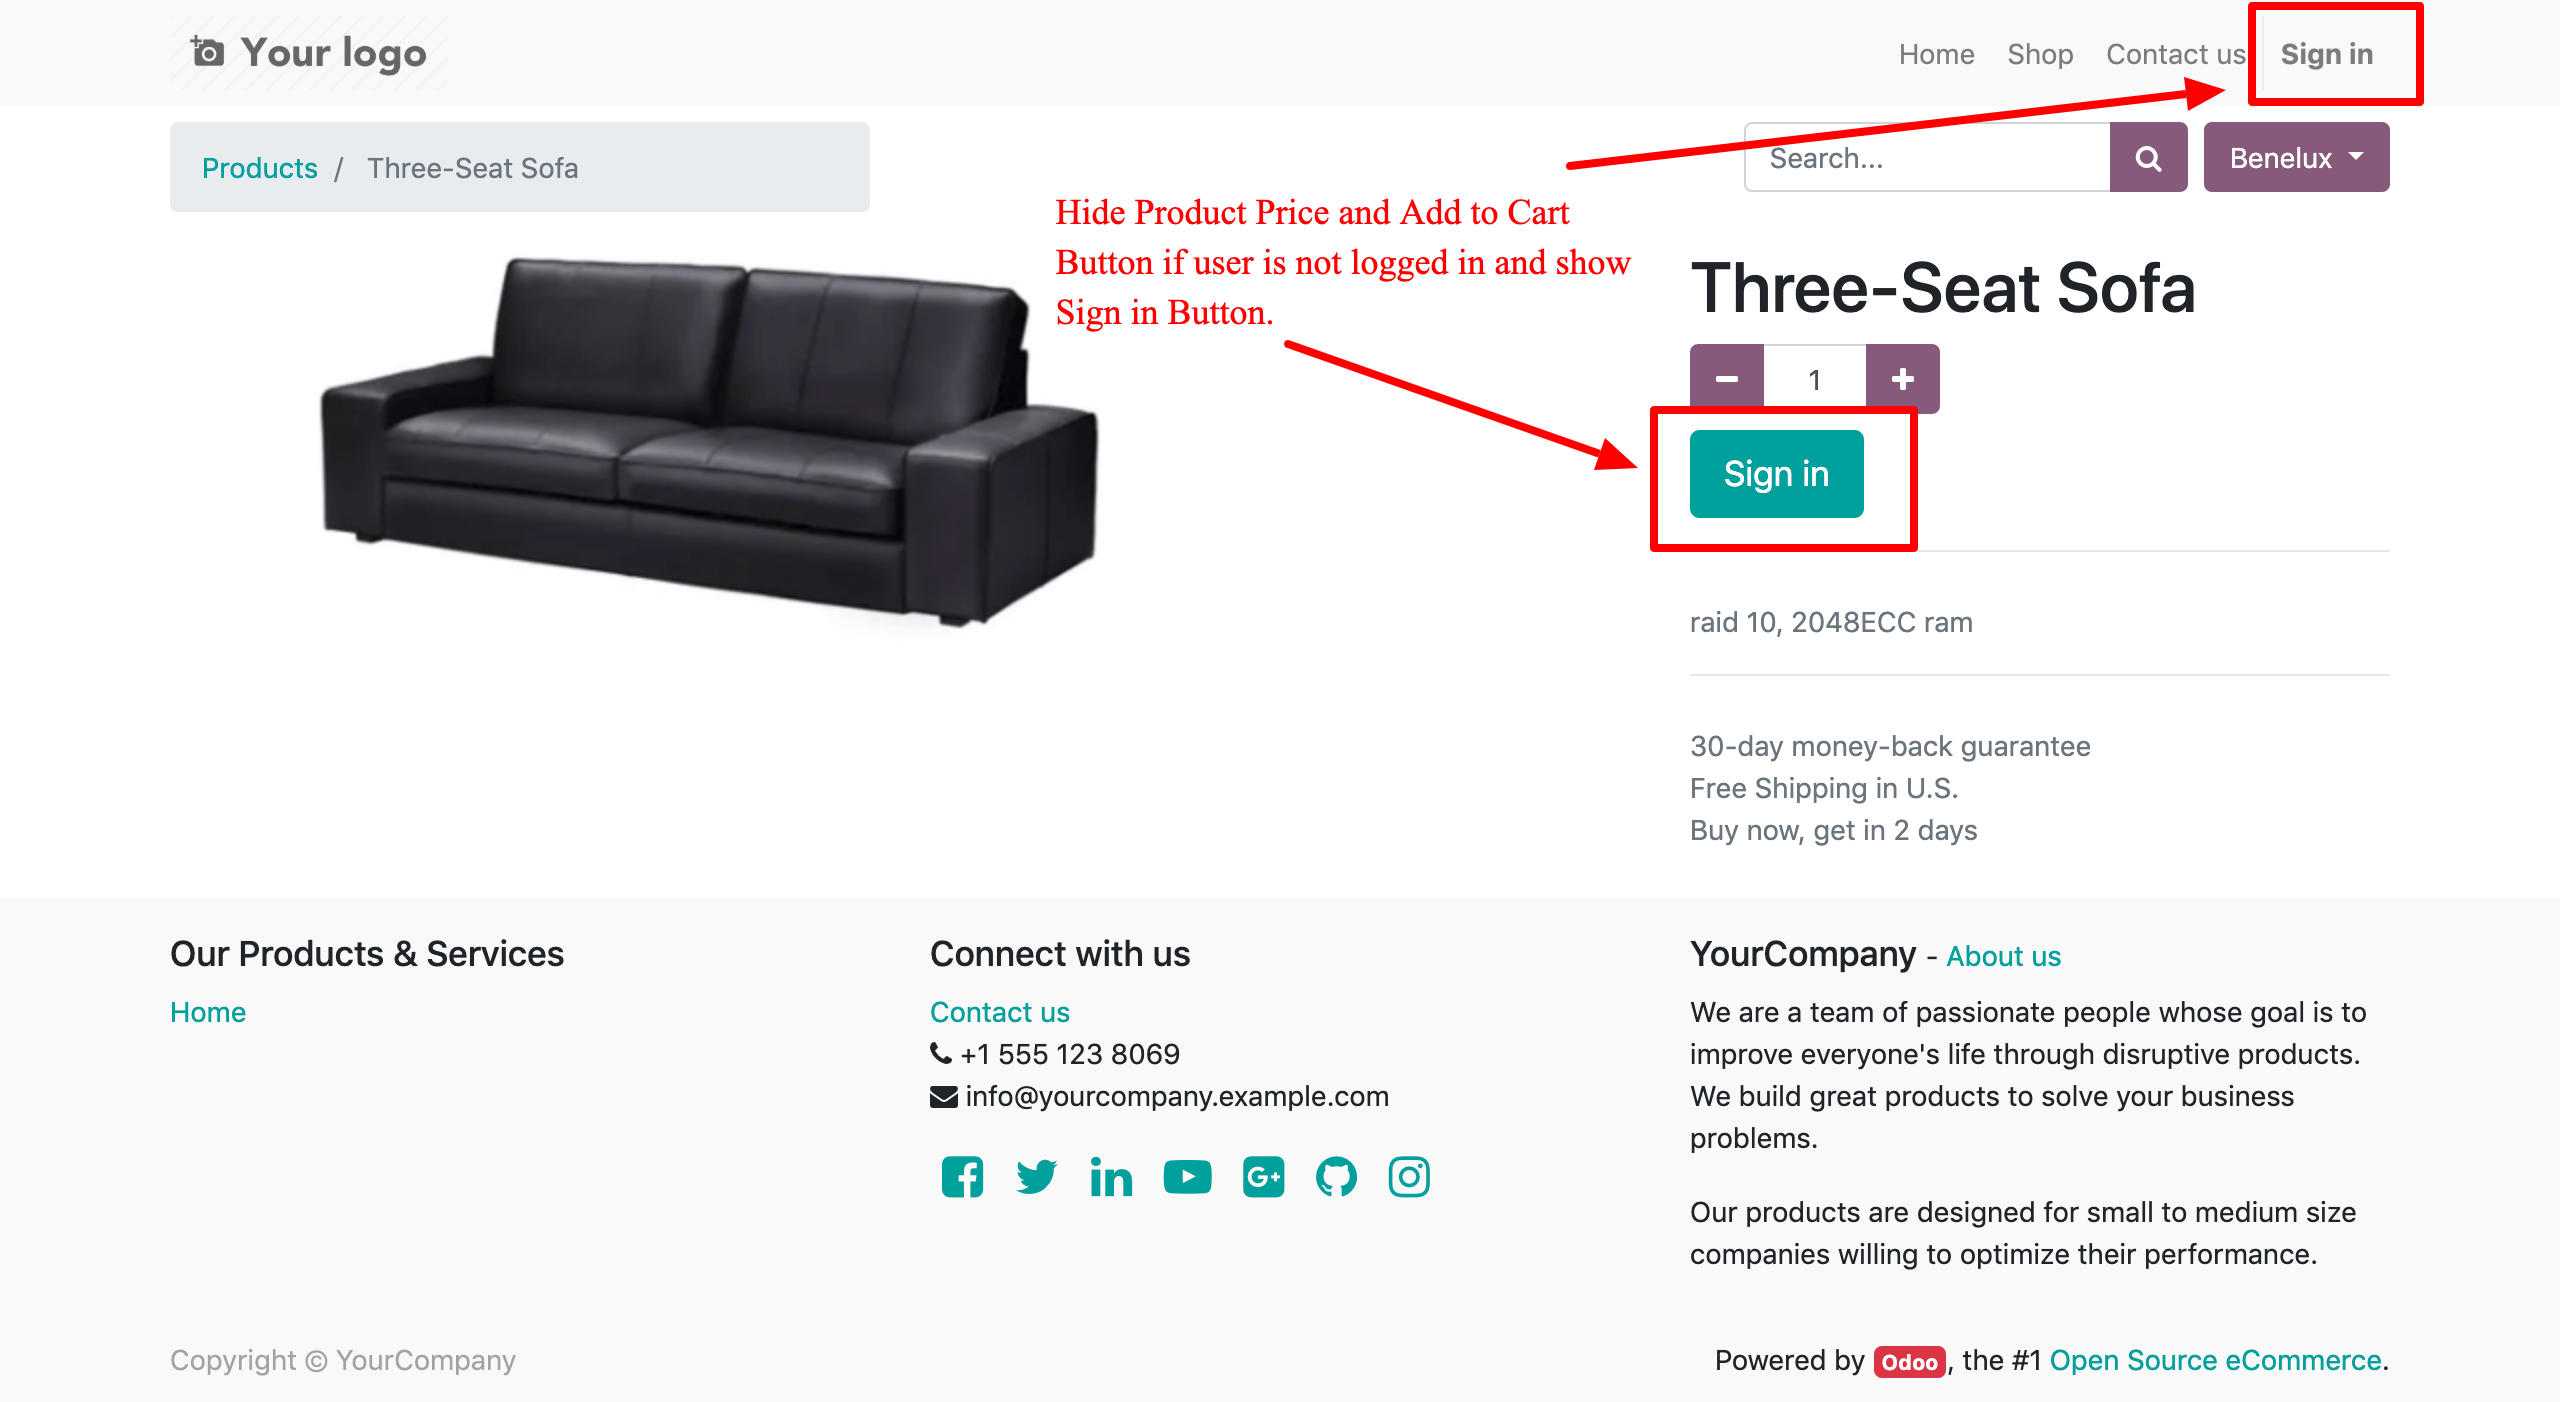 Your logo
Home Shop Contact us Sign in
Products / Three-Seat Sofa
Search...
Benelux
Hide Product Price and Add to Cart
Button if user is not logged in and show
Sign in Button.
Three-Seat Sofa
1
Sign in
raid 10, 2048ECC ram
30-day money-back guarantee
Free Shipping in U.S.
Buy now, get in 2 days
Our Products & Services
Home
Connect with us
Contact us
+1 555 123 8069
info@yourcompany.example.com
YourCompany - About us
We are a team of passionate people whose goal is to
improve everyone's life through disruptive products.
We build great products to solve your business
problems.
Our products are designed for small to medium size
companies willing to optimize their performance.
Copyright © YourCompany
Powered by Odoo, the #1 Open Source eCommerce.